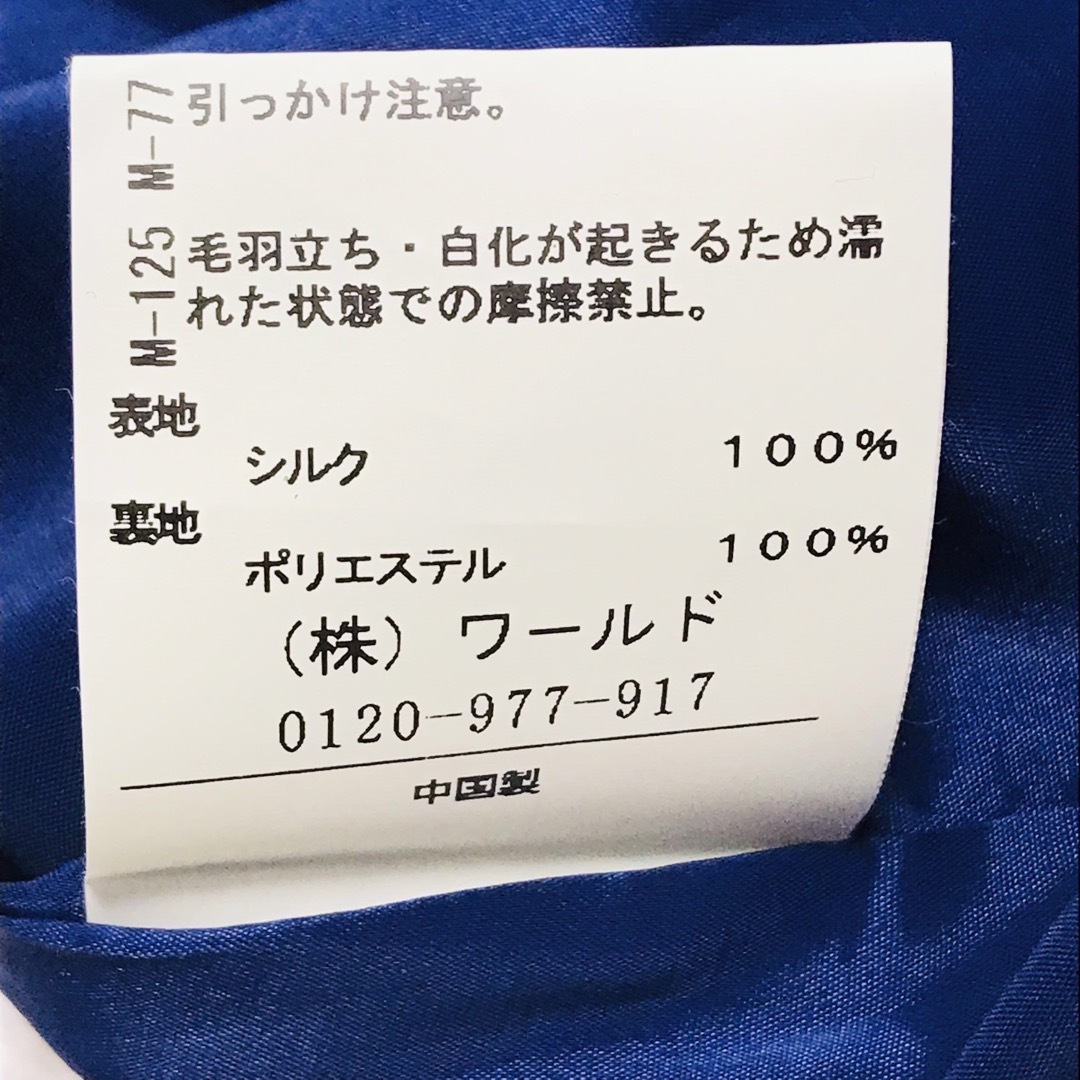 M-77
引っかけ注意。
M-125
毛羽立ち・白化が起きるため濡
れた状態での摩擦禁止。
表地
シルク 100%
裏地
ポリエステル 100%
(株)ワールド
0120-977-917
中国製